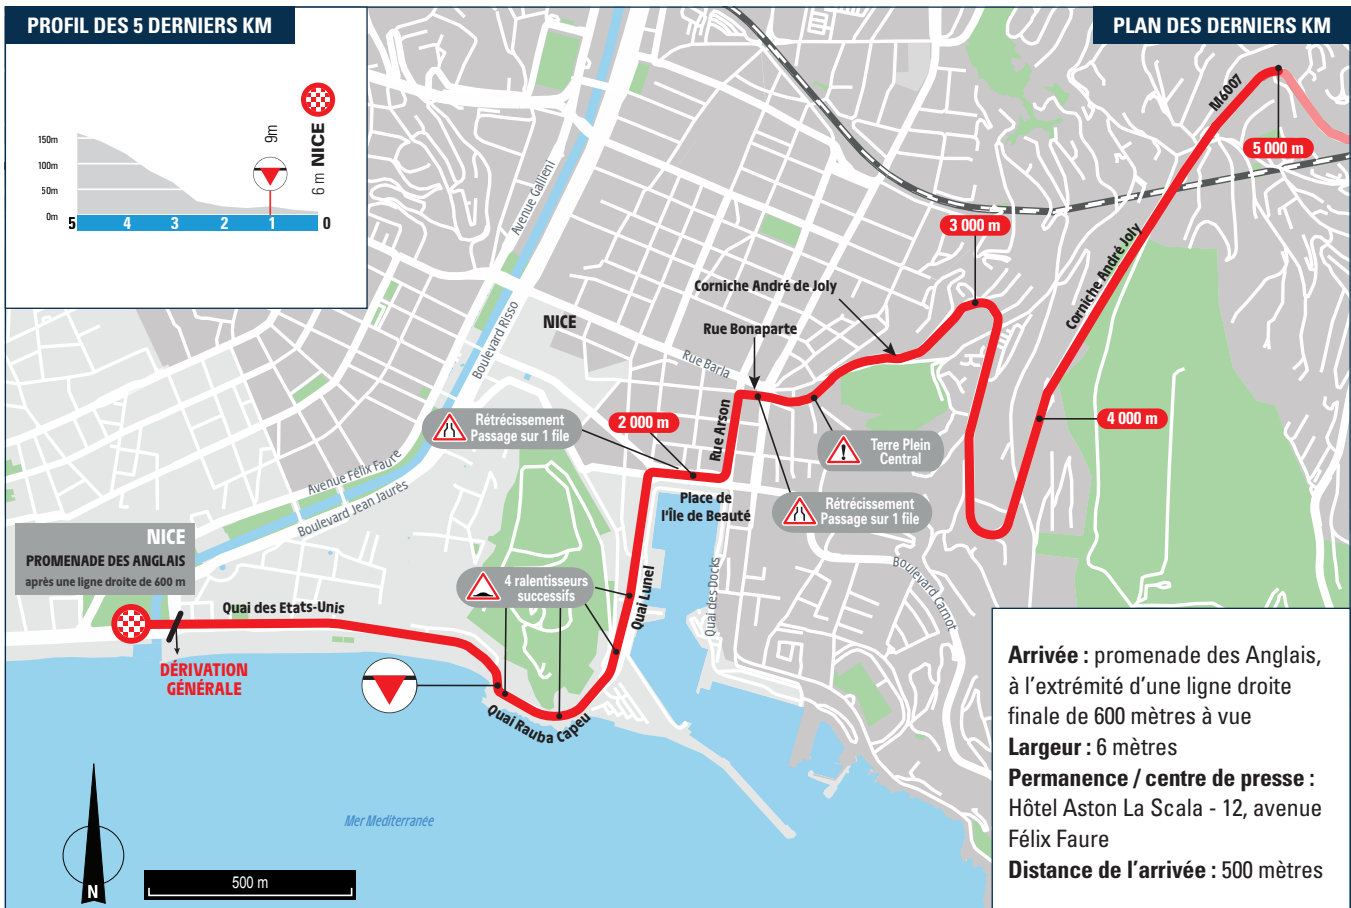 PROFIL DES 5 DERNIERS KM
150m
100m
50m
0m
5
4
3
2
1
0
9m
6 m NICE
PLAN DES DERNIERS KM
M6007
5 000 m
Avenue Gallieni
3 000 m
Corniche André Joly
Corniche André de Joly
Boulevard Risso
NICE
Rue Bonaparte
Rue Barla
4 000 m
Rétrécissement
Passage sur 1 file
2 000 m
Rue Arson
Terre Plein
Central
Avenue Félix Faure
Boulevard Jean Jaurès
Place de
l'Île de Beauté
Rétrécissement
Passage sur 1 file
NICE
PROMENADE DES ANGLAIS
après une ligne droite de 600 m
4 ralentisseurs
successifs
Quai Lunel
Quai des Docks
Boulevard Carnot
Quai des Etats-Unis
DÉRIVATION
GÉNÉRALE
Quai Rauba Capeu
Mer Mediterranée
N
500 m
Arrivée : promenade des Anglais,
à l'extrémité d'une ligne droite
finale de 600 mètres à vue
Largeur : 6 mètres
Permanence / centre de presse :
Hôtel Aston La Scala - 12, avenue
Félix Faure
Distance de l'arrivée : 500 mètres